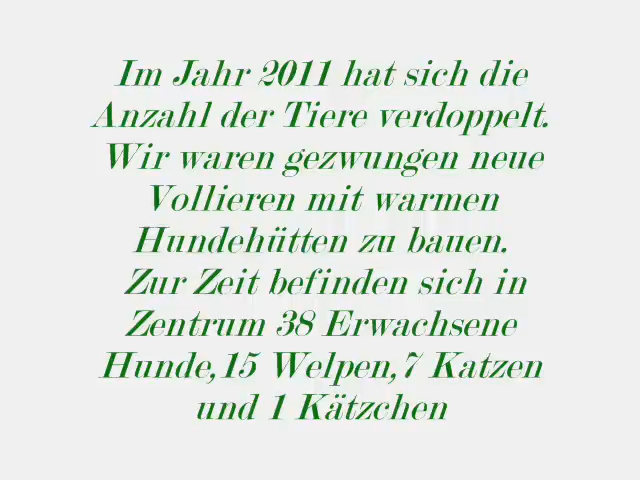 Im Jahr 2011 hat sich die
Anzahl der Tiere verdoppelt.
Wir waren gezwungen neue
Vollieren mit warmen
Hundehütten zu bauen.
Zur Zeit befinden sich in
Zentrum 38 Erwachsene
Hunde,15 Welpen,7 Katzen
und 1 Kätzchen